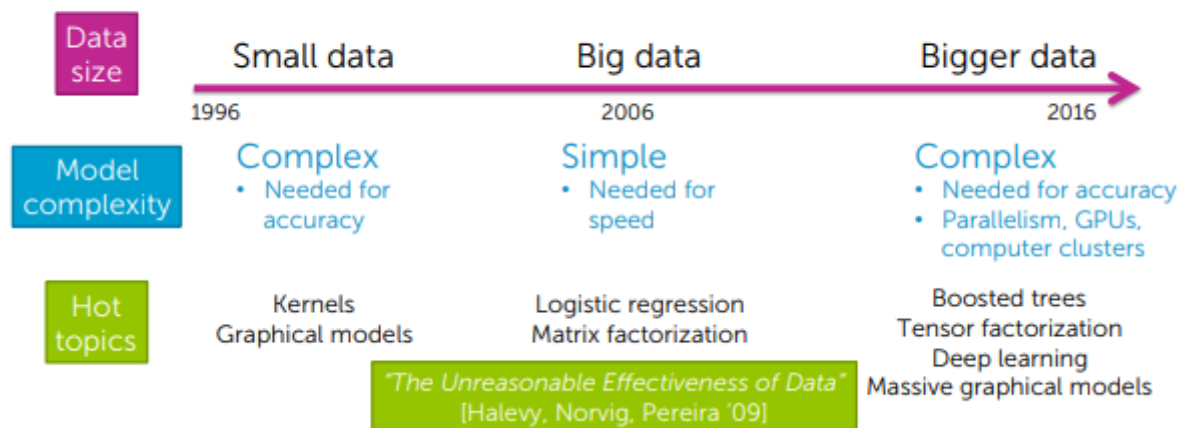 Data
size
Small data
Big data
Bigger data
1996
2006
2016
Model
complexity
Complex
• Needed for
accuracy
Simple
• Needed for
speed
Complex
• Needed for accuracy
• Parallelism, GPUs,
computer clusters
Hot
topics
Kernels
Graphical models
Logistic regression
Matrix factorization
Boosted trees
Tensor factorization
Deep learning
Massive graphical models
"The Unreasonable Effectiveness of Data"
[Halevy, Norvig, Pereira '09]